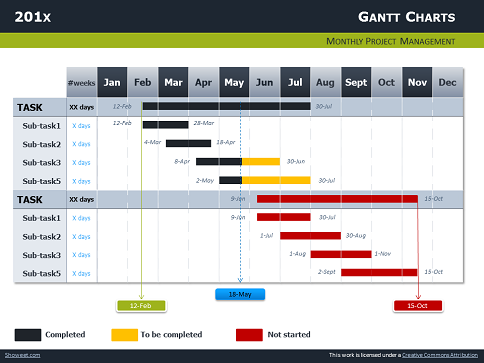 201x
GANTT CHARTS
MONTHLY PROJECT MANAGEMENT
#weeks Jan Feb Mar Apr May Jun Jul Aug Sept Oct Nov Dec
TASK XX days 12-Feb 30-Jul
Sub-task1 X days 12-Feb 28-Mar
Sub-task2 X days 4-Mar 18-Apr
Sub-task3 X days 8-Apr 30-Jun
Sub-task5 X days 2-May 30-Jul
TASK XX days 9-Jun 15-Oct
Sub-task1 X days 9-Jun 30-Jul
Sub-task2 X days 1-Jul 30-Aug
Sub-task3 X days 1-Aug 1-Nov
Sub-task5 X days 2-Sept 15-Oct
12-Feb 18-May 15-Oct
Completed To be completed Not started
Showeet.com This work is licensed under a Creative Commons Attribution